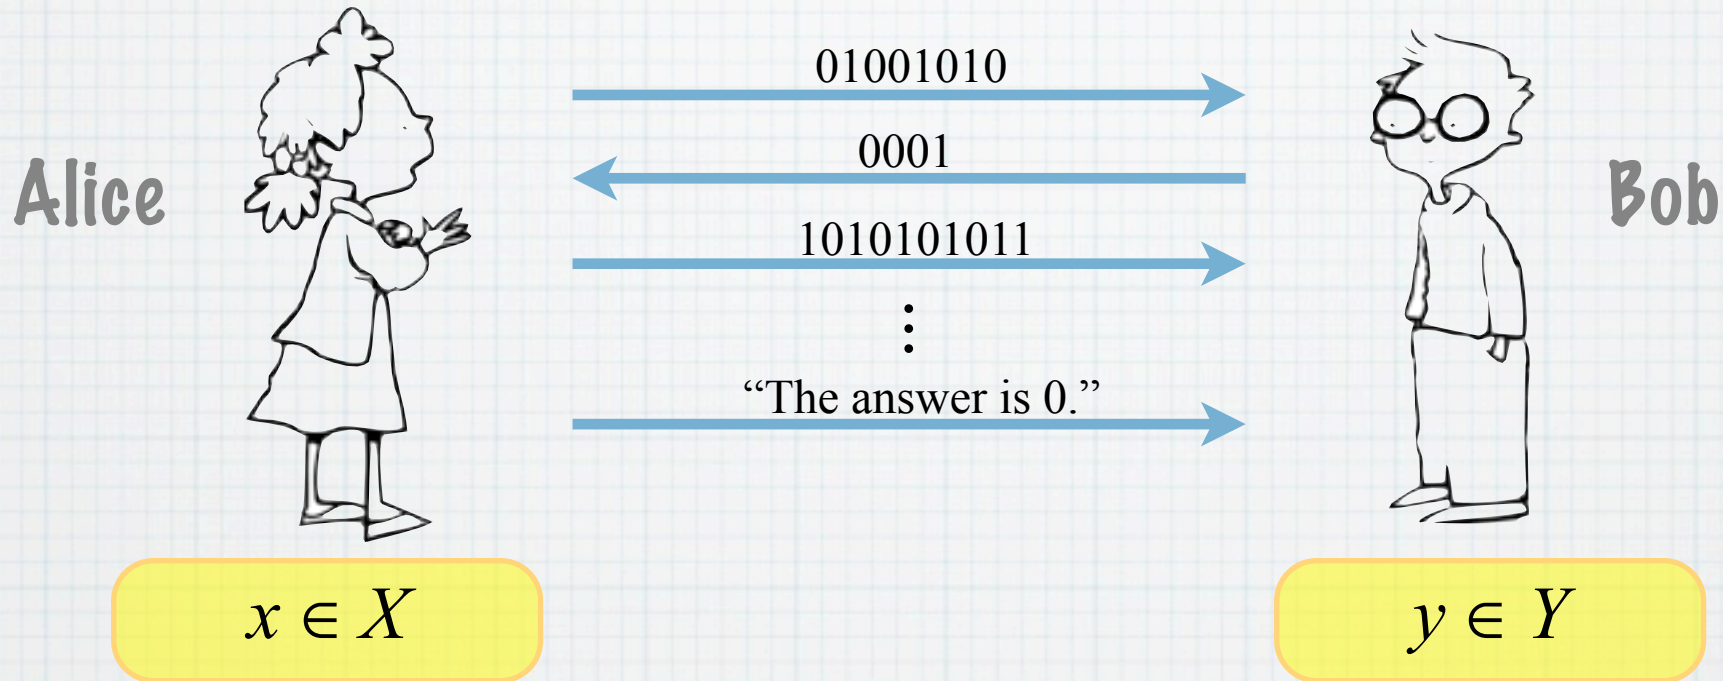 01001010
0001
Alice
Bob
1010101011
⋮
“The answer is 0.”
x ∈ X
y ∈ Y